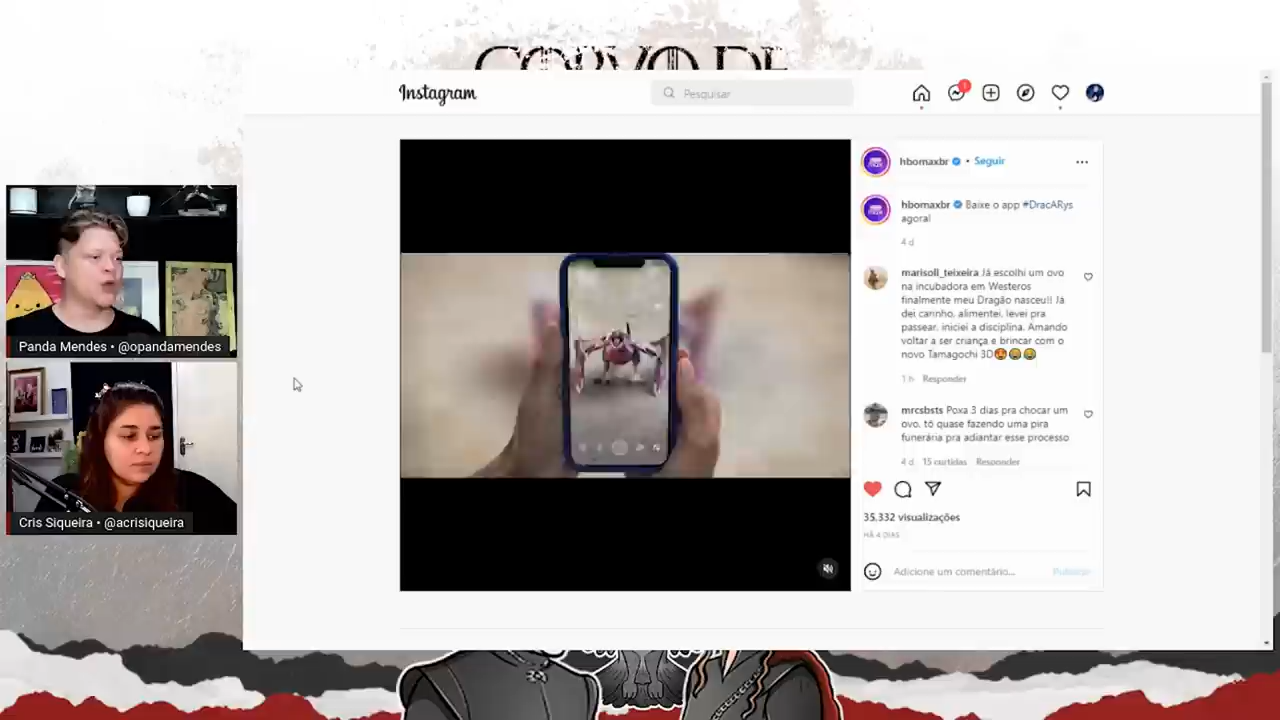 CORVO DE
Instagram
Pesquisar
1
hbomaxbr • Seguir
hbomaxbr Baixe o app #DracARys
agora!
4 d
marisoll_teixeira Já escolhi um ovo
na incubadora em Westeros
finalmente meu Dragão nasceu!! Já
dei carinho, alimentei, levei pra
passear, iniciei a disciplina. Amando
voltar a ser criança e brincar com o
novo Tamagochi 3D
1 h Responder
mrcsbsts Poxa 3 dias pra chocar um
ovo, tô quase fazendo uma pira
funerária pra adiantar esse processo
4 d 15 curtidas Responder
35.332 visualizações
HÁ 4 DIAS
Adicione um comentário...
Publicar
Panda Mendes • @opandamendes
Cris Siqueira • @acrisiqueira